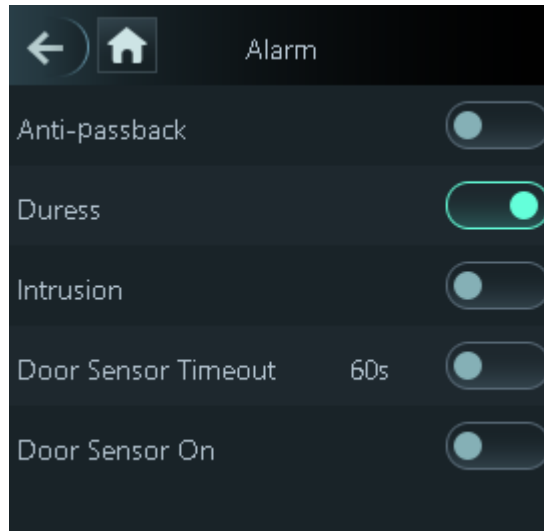 Alarm
Anti-passback
Duress
Intrusion
Door Sensor Timeout 60s
Door Sensor On